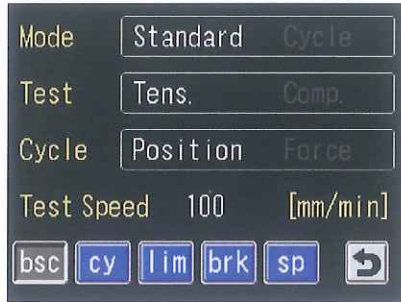 Mode Standard Cycle
Test Tens. Comp.
Cycle Position Force
Test Speed 100 [mm/min]
bsc cy lim brk sp